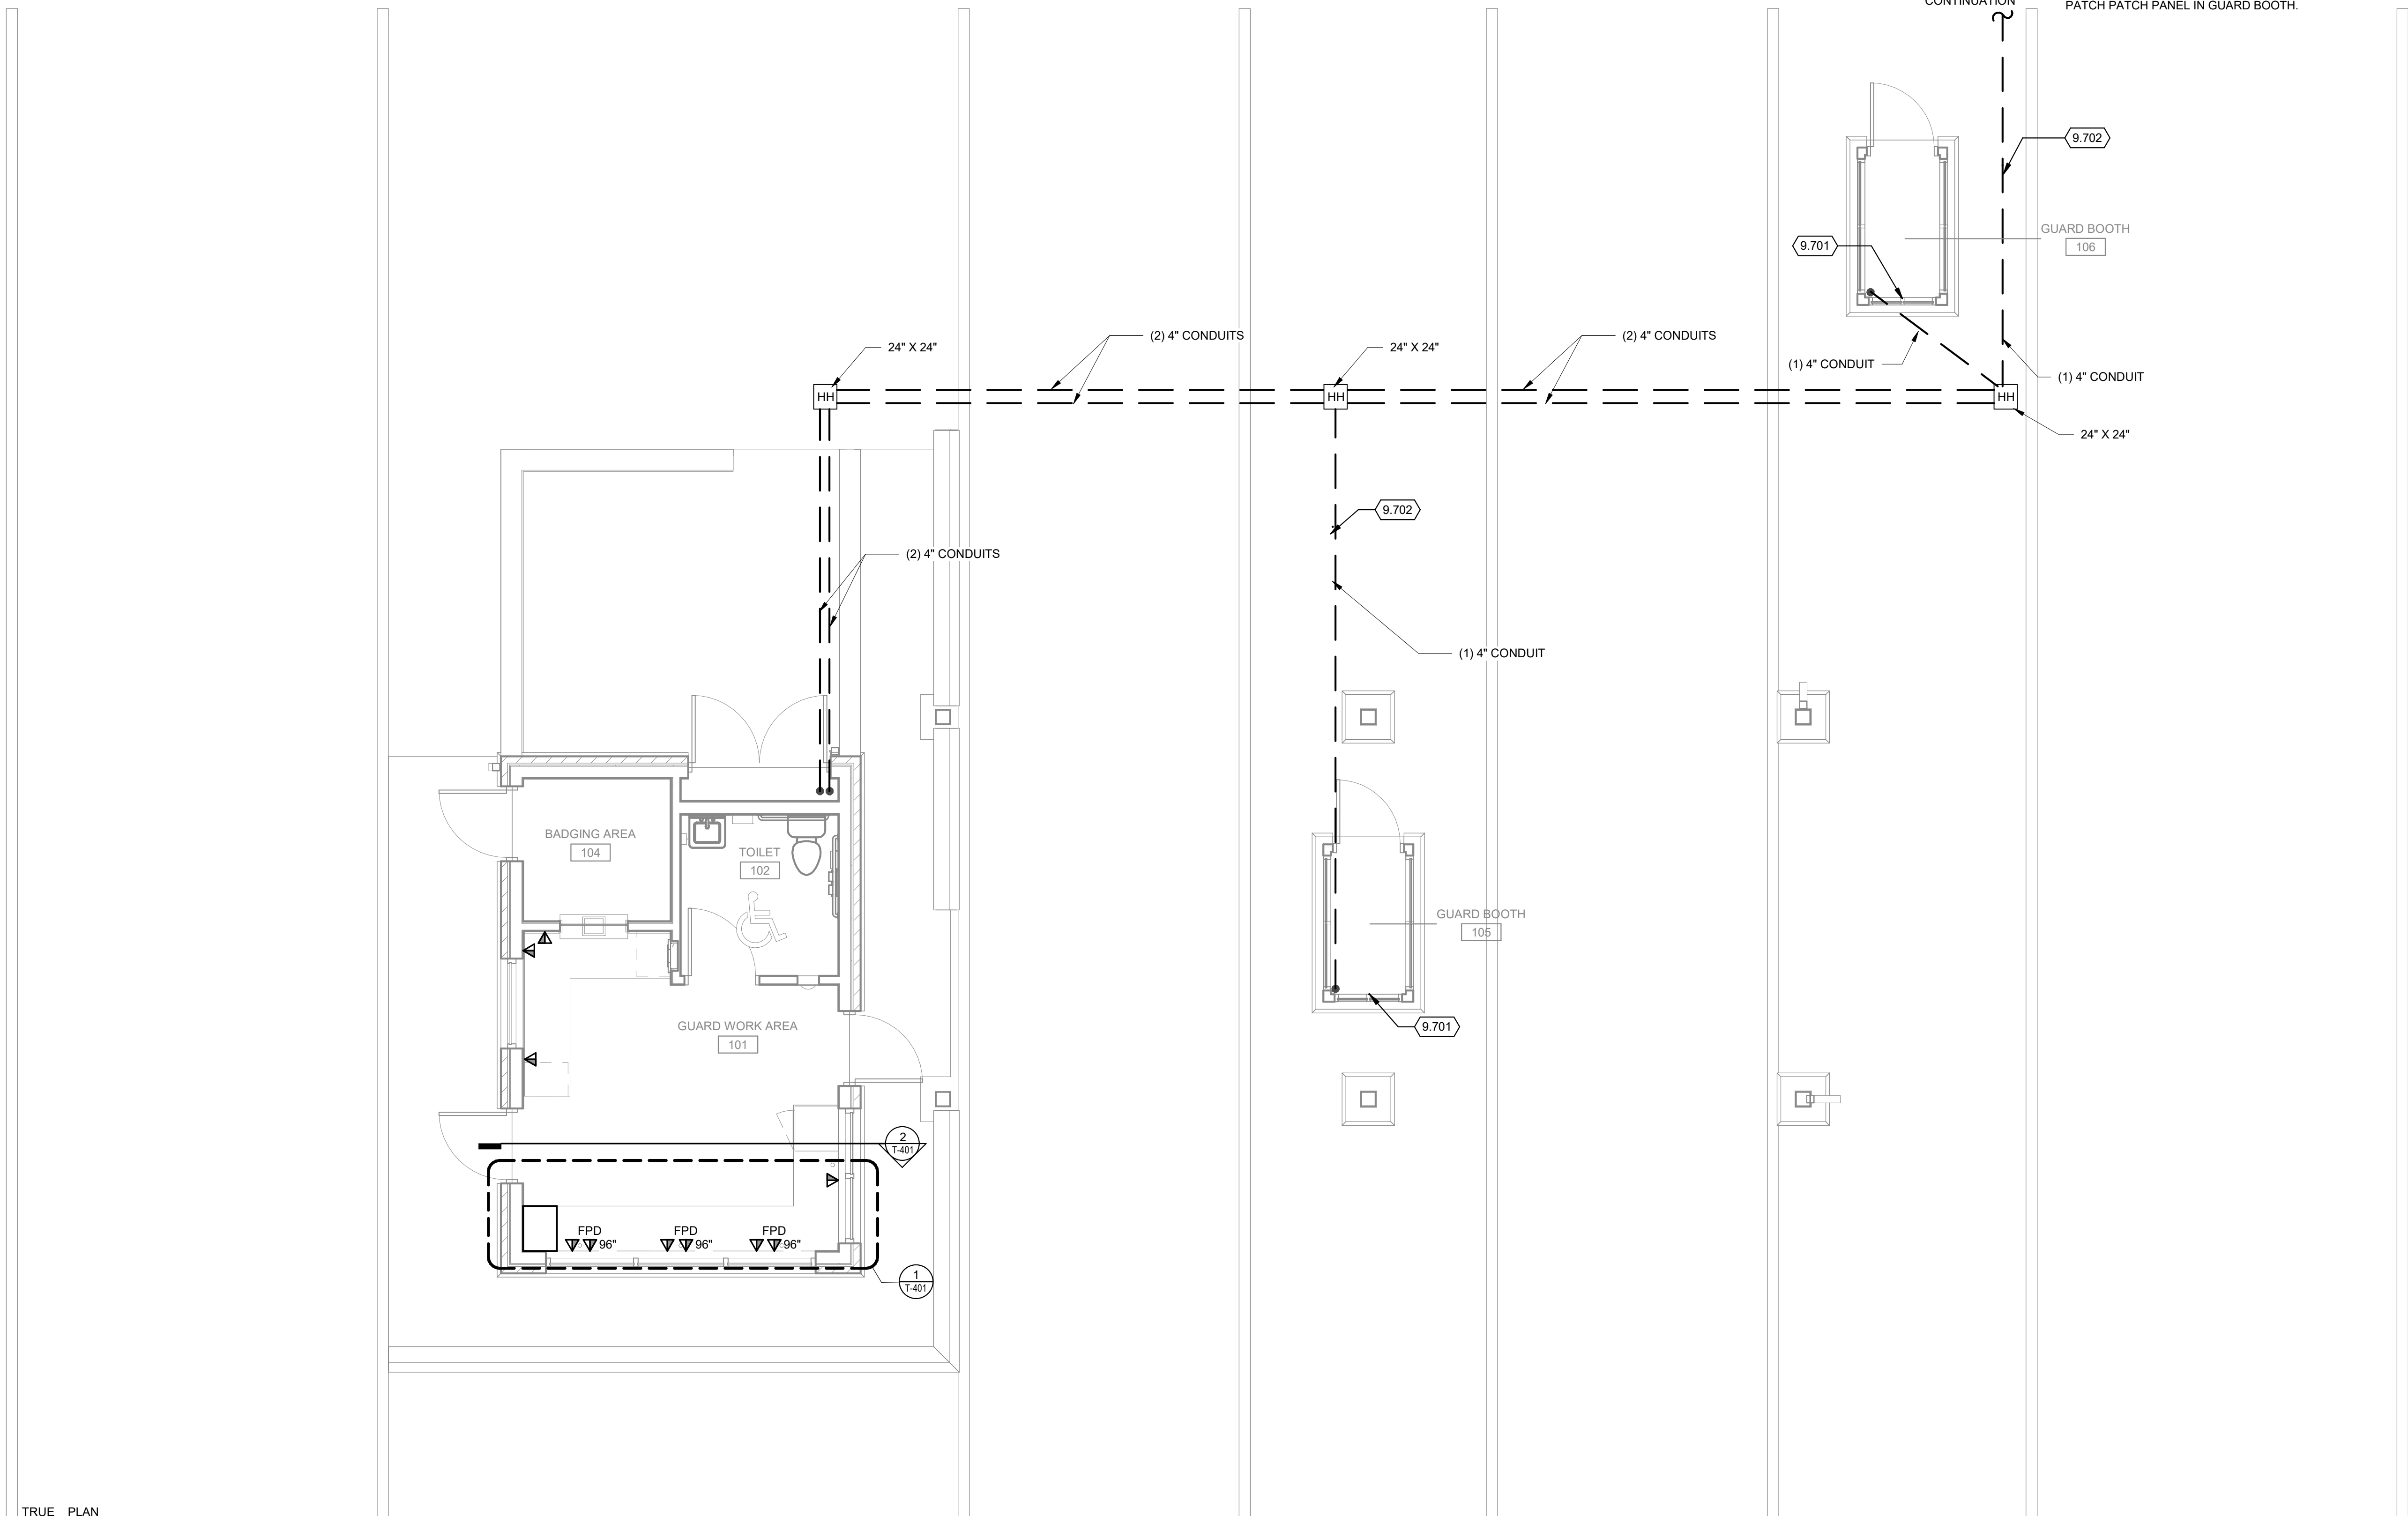 CONTINUATION
PATCH PATCH PANEL IN GUARD BOOTH.
9.702
GUARD BOOTH
106
9.701
(2) 4" CONDUITS
(2) 4" CONDUITS
24" X 24"
24" X 24"
(1) 4" CONDUIT
(1) 4" CONDUIT
HH
HH
HH
24" X 24"
9.702
(2) 4" CONDUITS
(1) 4" CONDUIT
BADGING AREA
104
TOILET
102
GUARD BOOTH
105
GUARD WORK AREA
101
9.701
2
T-401
FPD
96"
FPD
96"
FPD
96"
1
T-401
TRUE PLAN